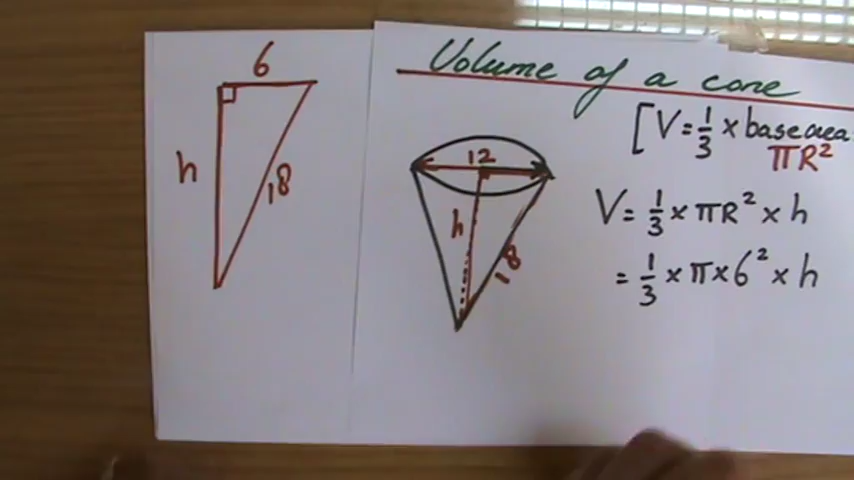 6
h
18
Volume of a cone
12
h
18
[V=1/3 × base area
πR²
V= 1/3 × πR² × h
= 1/3 × π × 6² × h